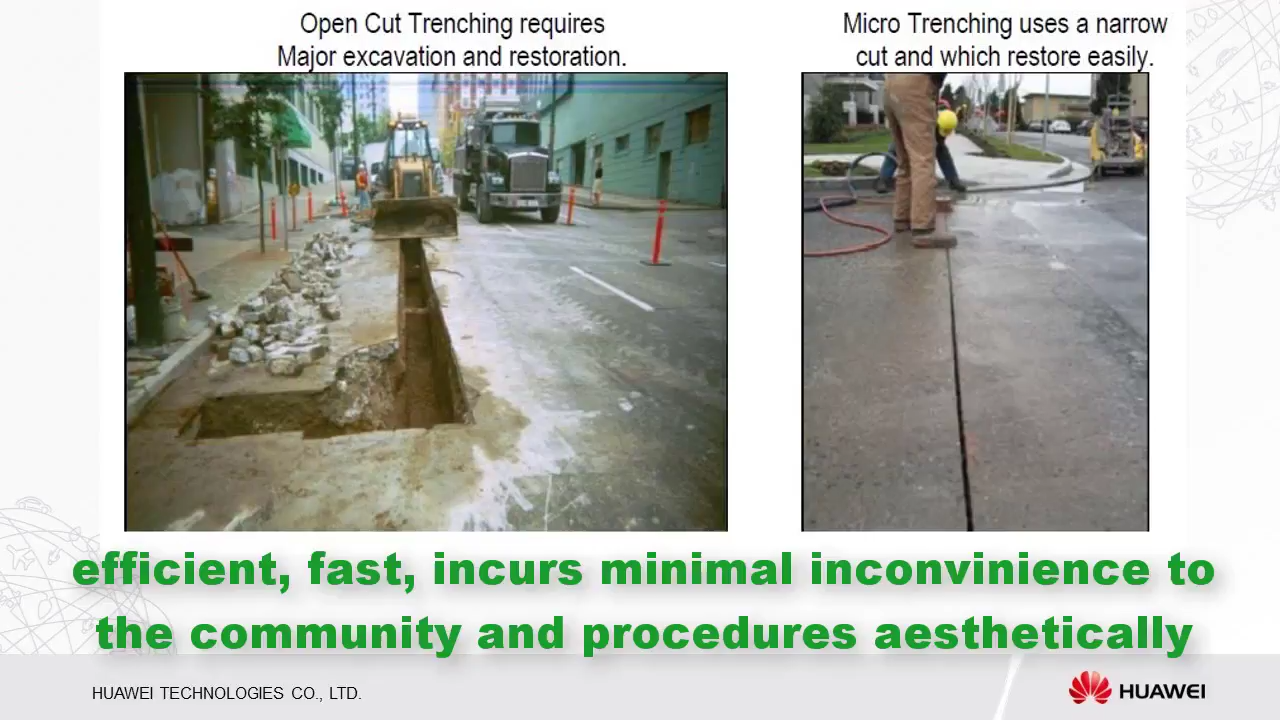 Open Cut Trenching requires
Major excavation and restoration.
Micro Trenching uses a narrow
cut and which restore easily.
efficient, fast, incurs minimal inconvinience to
the community and procedures aesthetically
HUAWEI TECHNOLOGIES CO., LTD.
HUAWEI